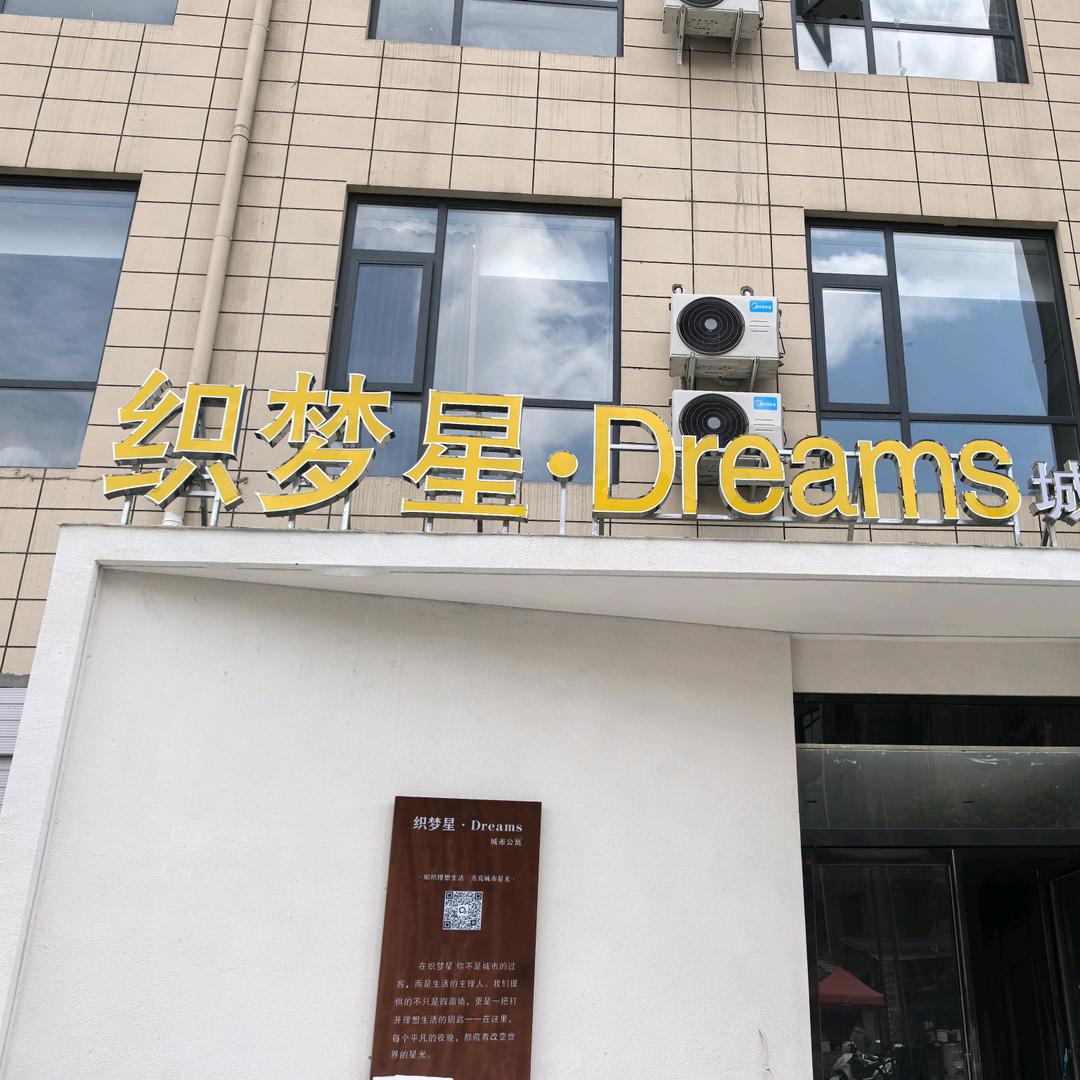 Midea
Midea
织梦星·Dreams 城
织梦星·Dreams
城市公寓
·编织理想生活 点亮城市星光·
在织梦星 你不是城市的过
客，而是生活的主理人。我们提
供的不只是四面墙，更是一把打
开理想生活的钥匙——在这里，
每个平凡的夜晚，都藏着改变世
界的星光。